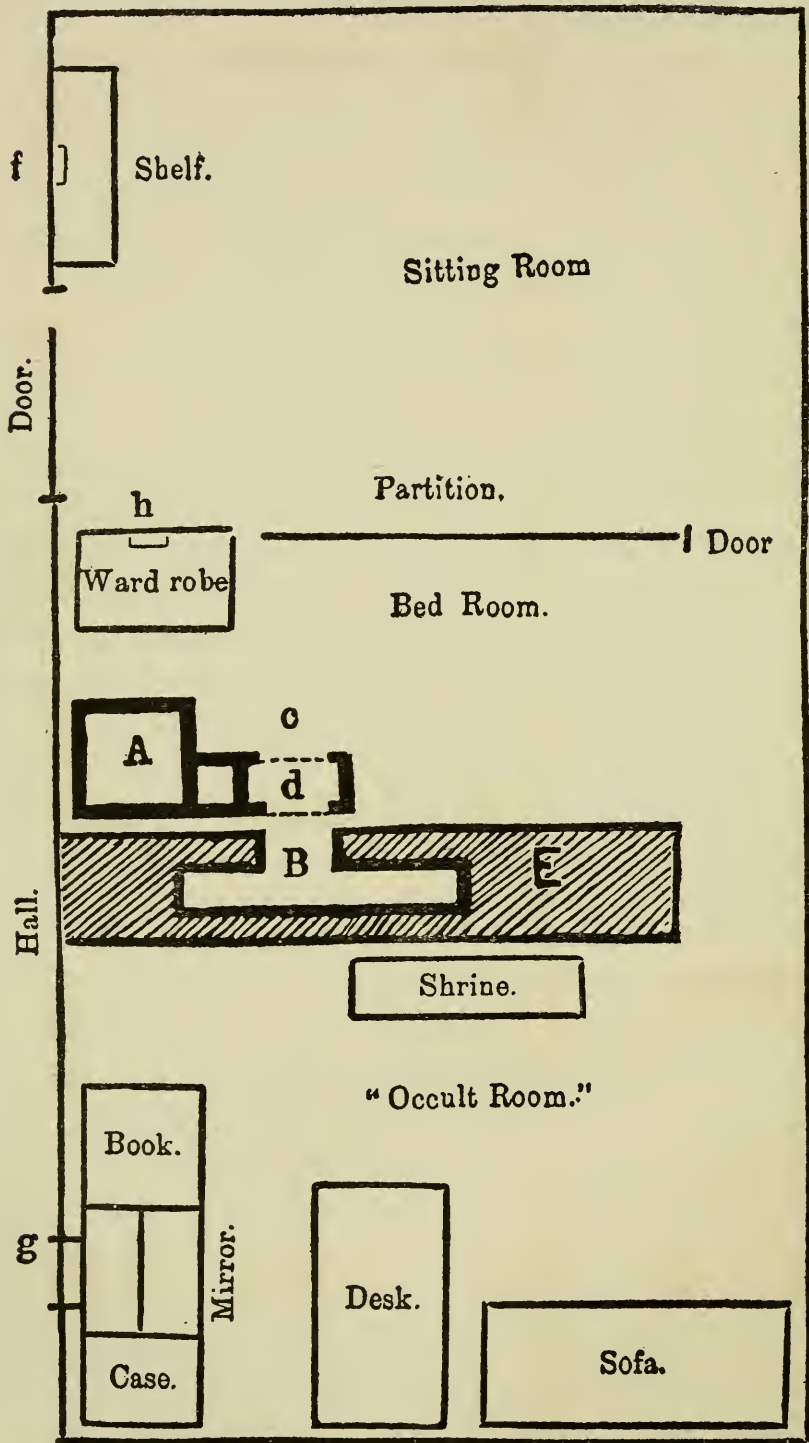 f
Shelf.
Sitting Room
Door.
Partition.
h
Door
Ward robe
Bed Room.
c
A
d
B
E
Hall.
Shrine.
"Occult Room."
Book.
g
Mirror.
Desk.
Sofa.
Case.